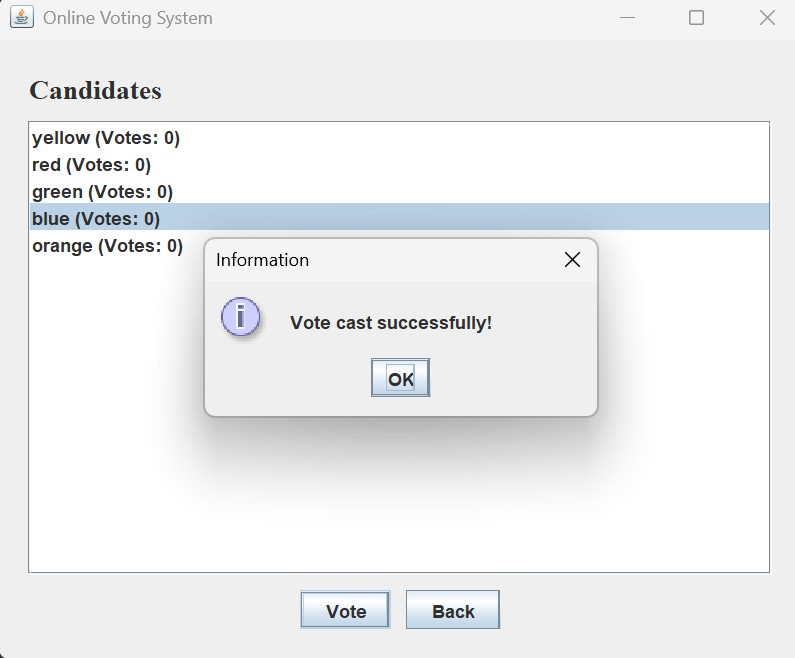 Online Voting System
Candidates
yellow (Votes: 0)
red (Votes: 0)
green (Votes: 0)
blue (Votes: 0)
orange (Votes: 0)
Information
Vote cast successfully!
OK
Vote
Back